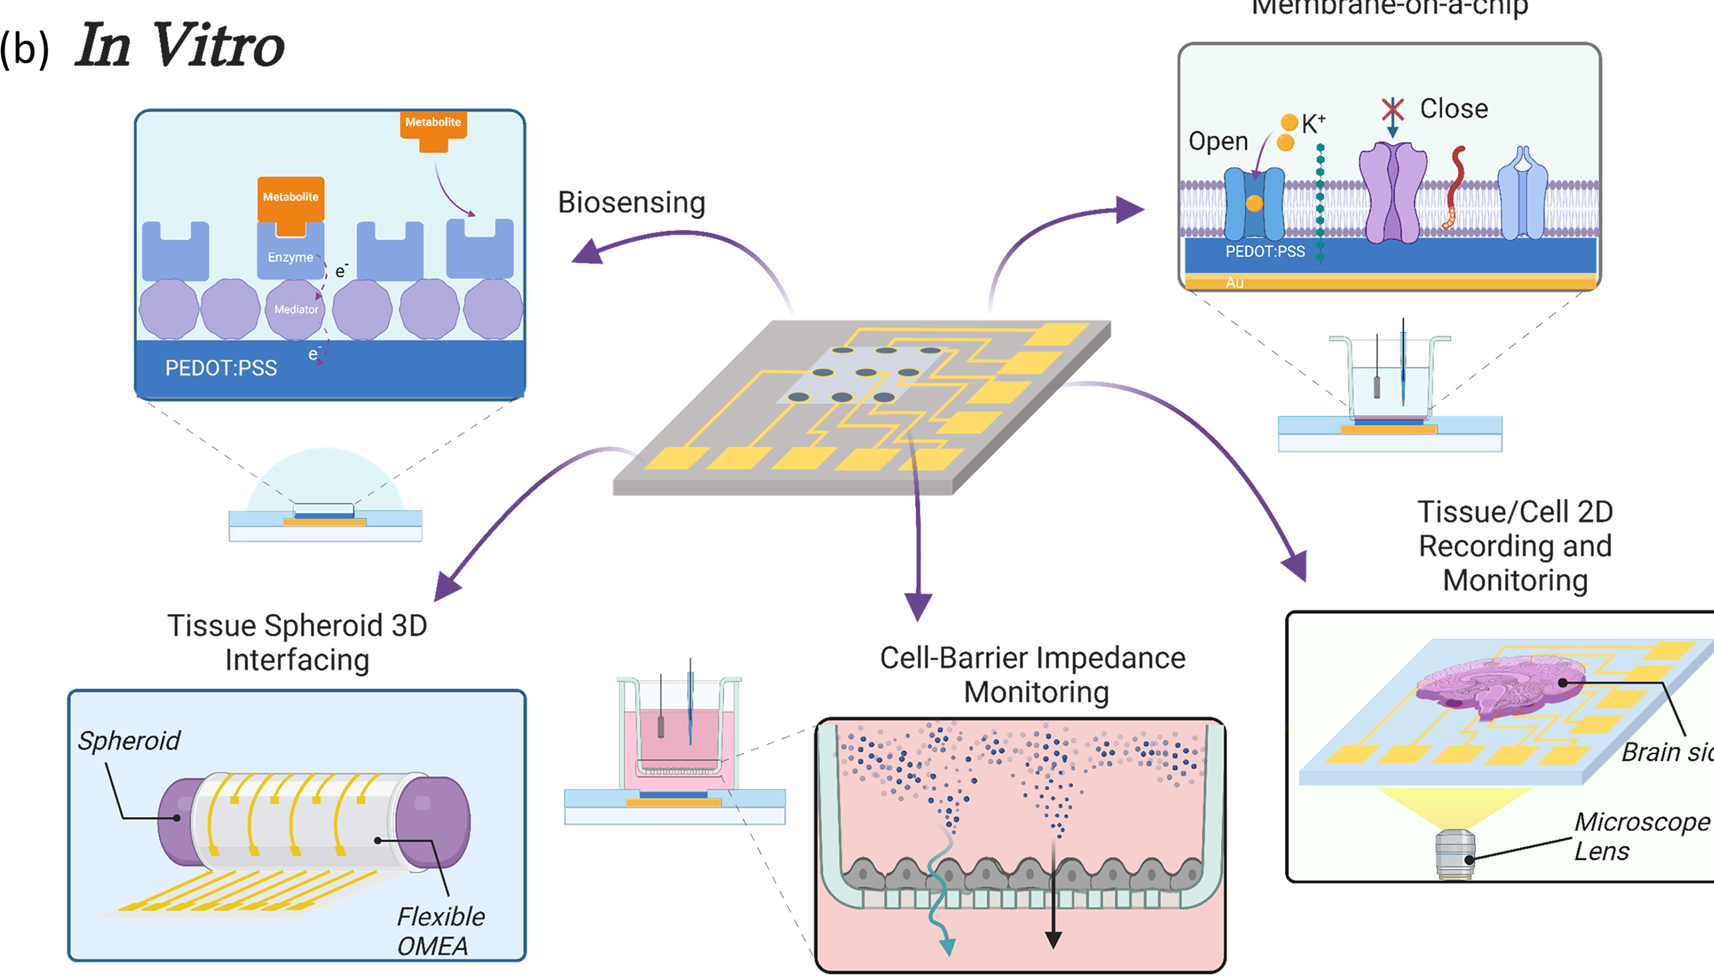 Membrane-on-a-chip
(b) In Vitro
Metabolite
Metabolite
Enzyme
e-
Mediator
e-
PEDOT:PSS
Biosensing
Open
K+
Close
PEDOT:PSS
Au
Tissue/Cell 2D
Recording and
Monitoring
Tissue Spheroid 3D
Interfacing
Cell-Barrier Impedance
Monitoring
Spheroid
Flexible
OMEA
Brain
Microscope
Lens